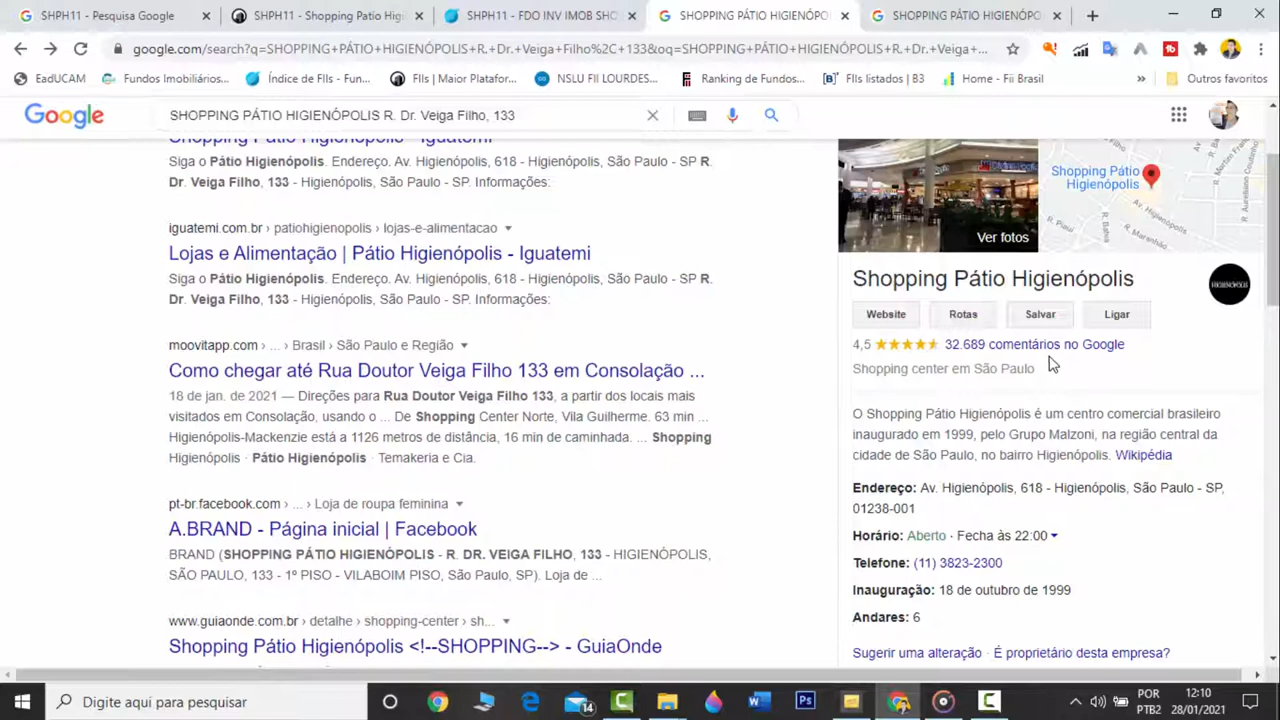 SHPH11 - Pesquisa Google
SHPH11 - Shopping Patio Higi
SHPH11 - FDO INV IMOB SHO
SHOPPING PÁTIO HIGIENÓPOL
SHOPPING PÁTIO HIGIENÓPO
google.com/search?q=SHOPPING+PÁTIO+HIGIENÓPOLIS+R.+Dr.+Veiga+Filho%2C+133&oq=SHOPPING+PÁTIO+HIGIENÓPOLIS+R.+Dr.+Veiga+...
EadUCAM
Fundos Imobiliários...
Índice de FIIs - Fun...
FIIs | Maior Platafor...
NSLU FII LOURDES...
Ranking de Fundos...
FIIs listados | B3
Home - Fii Brasil
»
Outros favoritos
Google
SHOPPING PÁTIO HIGIENÓPOLIS R. Dr. Veiga Filho, 133
Shopping Pátio Higienópolis - Iguatemi
Siga o Pátio Higienópolis. Endereço. Av. Higienópolis, 618 - Higienópolis, São Paulo - SP R.
Dr. Veiga Filho, 133 - Higienópolis, São Paulo - SP. Informações:
iguatemi.com.br › patiohigienopolis › lojas-e-alimentacao
Lojas e Alimentação | Pátio Higienópolis - Iguatemi
Siga o Pátio Higienópolis. Endereço. Av. Higienópolis, 618 - Higienópolis, São Paulo - SP R.
Dr. Veiga Filho, 133 - Higienópolis, São Paulo - SP. Informações:
moovitapp.com › ... › Brasil › São Paulo e Região
Como chegar até Rua Doutor Veiga Filho 133 em Consolação ...
18 de jan. de 2021 — Direções para Rua Doutor Veiga Filho 133, a partir dos locais mais
visitados em Consolação, usando o ... De Shopping Center Norte, Vila Guilherme. 63 min ...
Higienópolis-Mackenzie está a 1126 metros de distância, 16 min de caminhada. ... Shopping
Higienópolis · Pátio Higienópolis · Temakeria e Cia.
pt-br.facebook.com › ... › Loja de roupa feminina
A.BRAND - Página inicial | Facebook
BRAND (SHOPPING PÁTIO HIGIENÓPOLIS - R. DR. VEIGA FILHO, 133 - HIGIENÓPOLIS,
SÃO PAULO, 133 - 1º PISO - VILABOIM PISO, São Paulo, SP). Loja de ...
www.guiaonde.com.br › detalhe › shopping-center › sh...
Shopping Pátio Higienópolis <!--SHOPPING--> - GuiaOnde
Ver fotos
Shopping Pátio
Higienópolis
Av. Higienópolis
R. Piauí
R. Bahia
R. Maranhão
Shopping Pátio Higienópolis
HIGIENÓPOLIS
Website
Rotas
Salvar
Ligar
4,5
32.689 comentários no Google
Shopping center em São Paulo
O Shopping Pátio Higienópolis é um centro comercial brasileiro
inaugurado em 1999, pelo Grupo Malzoni, na região central da
cidade de São Paulo, no bairro Higienópolis. Wikipédia
Endereço: Av. Higienópolis, 618 - Higienópolis, São Paulo - SP,
01238-001
Horário: Aberto · Fecha às 22:00
Telefone: (11) 3823-2300
Inauguração: 18 de outubro de 1999
Andares: 6
Sugerir uma alteração · É proprietário desta empresa?
Digite aqui para pesquisar
14
POR
PTB2
12:10
28/01/2021